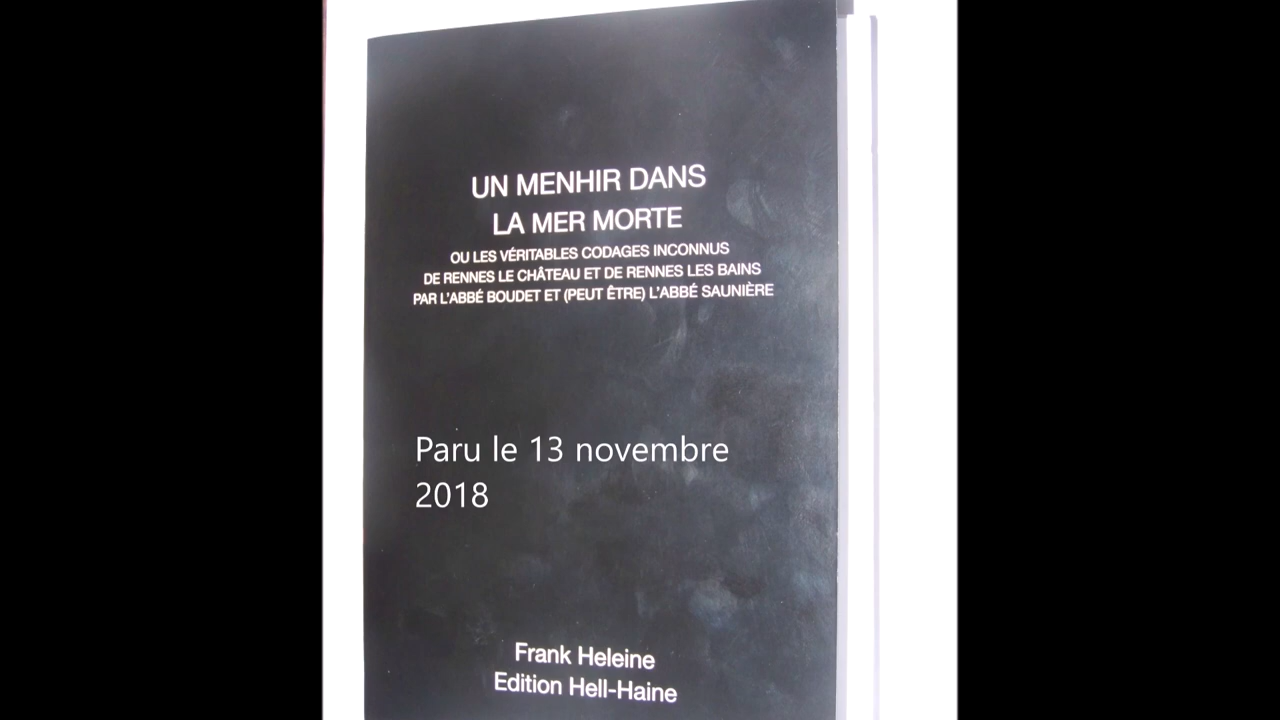 UN MENHIR DANS
LA MER MORTE
OU LES VÉRITABLES CODAGES INCONNUS
DE RENNES LE CHÂTEAU ET DE RENNES LES BAINS
PAR L'ABBÉ BOUDET ET (PEUT ÊTRE) L'ABBÉ SAUNIÈRE
Paru le 13 novembre
2018
Frank Heleine
Edition Hell-Haine